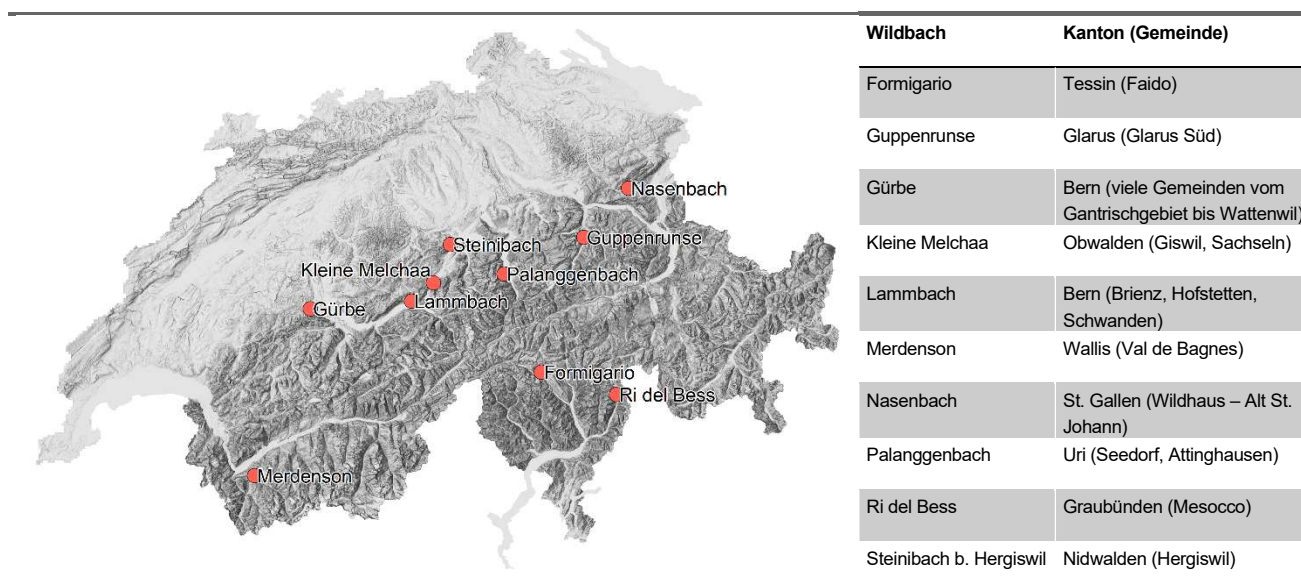 Nasenbach
Steinibach
Guppenrunse
Kleine Melchaa
Palanggenbach
Lammbach
Gürbe
Formigario
Ri del Bess
Merdenson
Wildbach Kanton (Gemeinde)
Formigario Tessin (Faido)
Guppenrunse Glarus (Glarus Süd)
Gürbe Bern (viele Gemeinden vom
Gantrischgebiet bis Wattenwil)
Kleine Melchaa Obwalden (Giswil, Sachseln)
Lammbach Bern (Brienz, Hofstetten,
Schwanden)
Merdenson Wallis (Val de Bagnes)
Nasenbach St. Gallen (Wildhaus – Alt St.
Johann)
Palanggenbach Uri (Seedorf, Attinghausen)
Ri del Bess Graubünden (Mesocco)
Steinibach b. Hergiswil Nidwalden (Hergiswil)